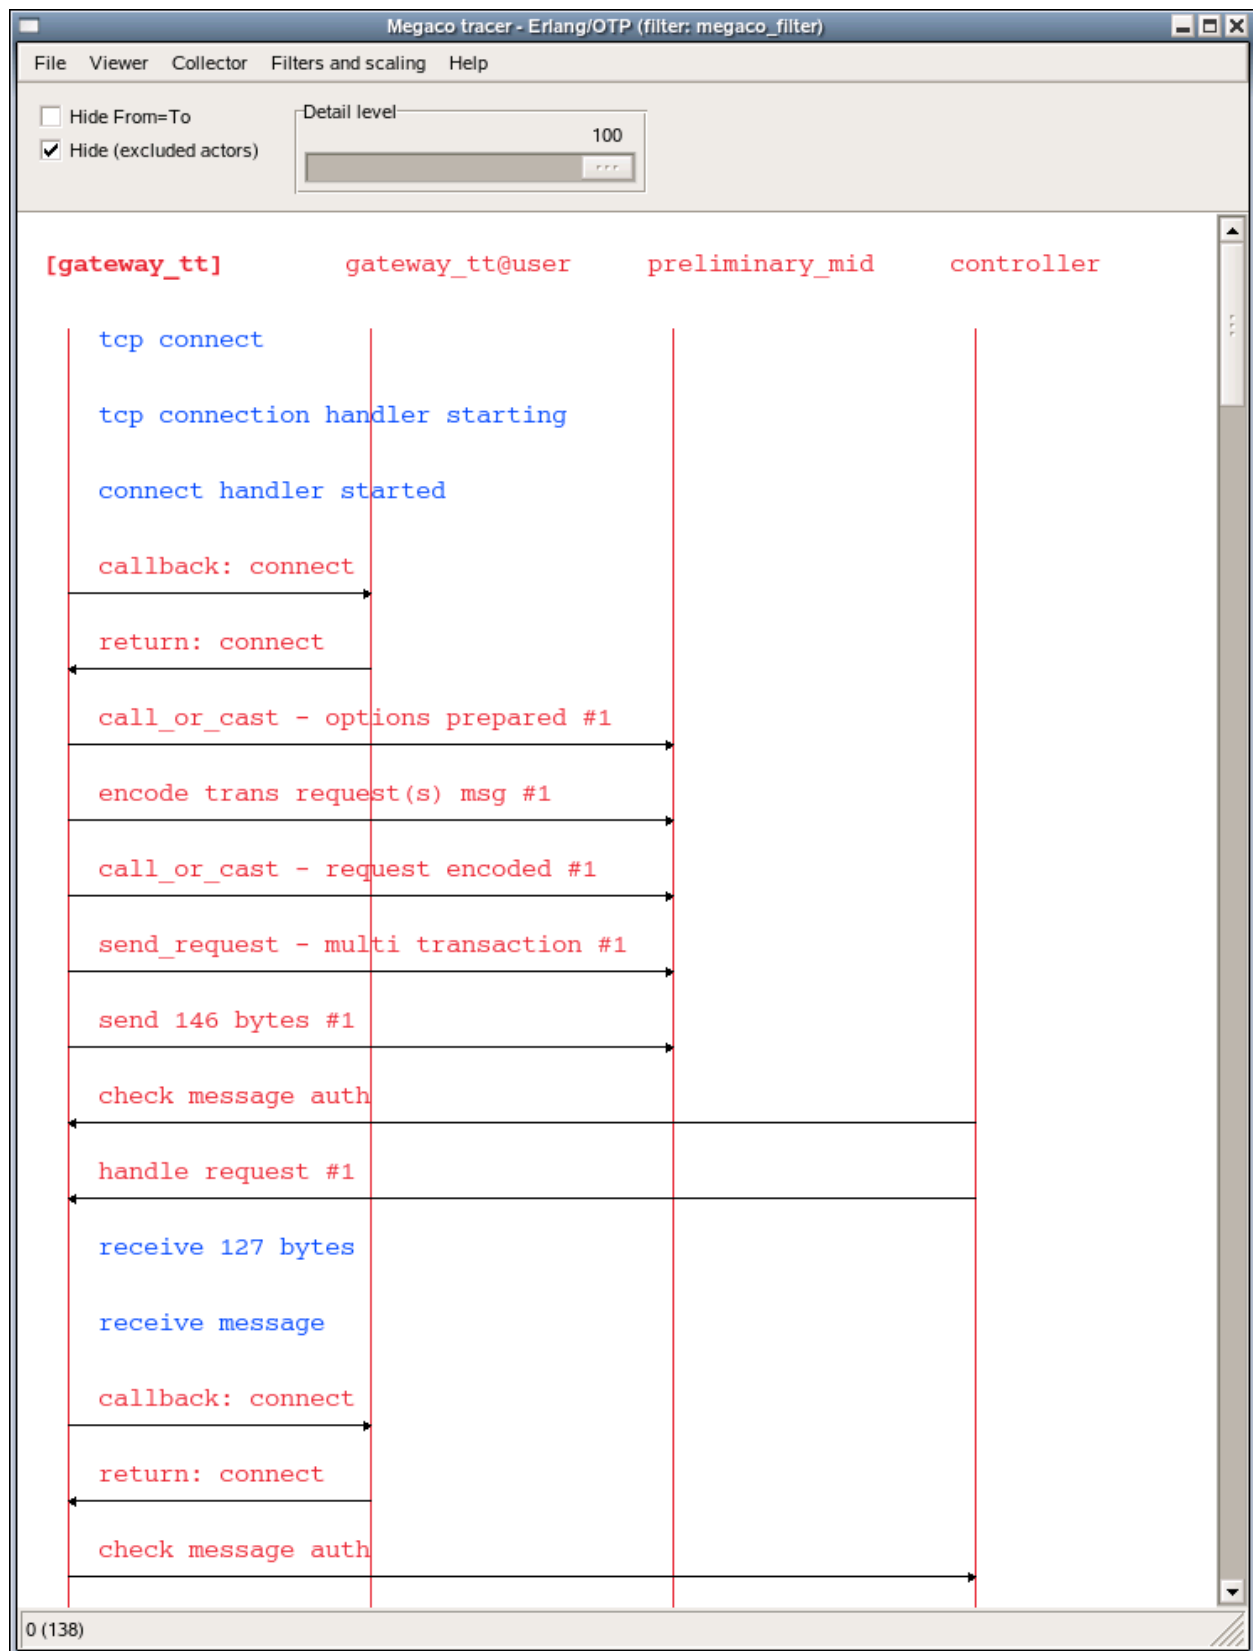 Megaco tracer - Erlang/OTP (filter: megaco_filter)
File Viewer Collector Filters and scaling Help
Hide From=To
Hide (excluded actors)
Detail level
100
[gateway_tt] gateway_tt@user preliminary_mid controller
tcp connect
tcp connection handler starting
connect handler started
callback: connect
return: connect
call_or_cast - options prepared #1
encode trans request(s) msg #1
call_or_cast - request encoded #1
send_request - multi transaction #1
send 146 bytes #1
check message auth
handle request #1
receive 127 bytes
receive message
callback: connect
return: connect
check message auth
0 (138)